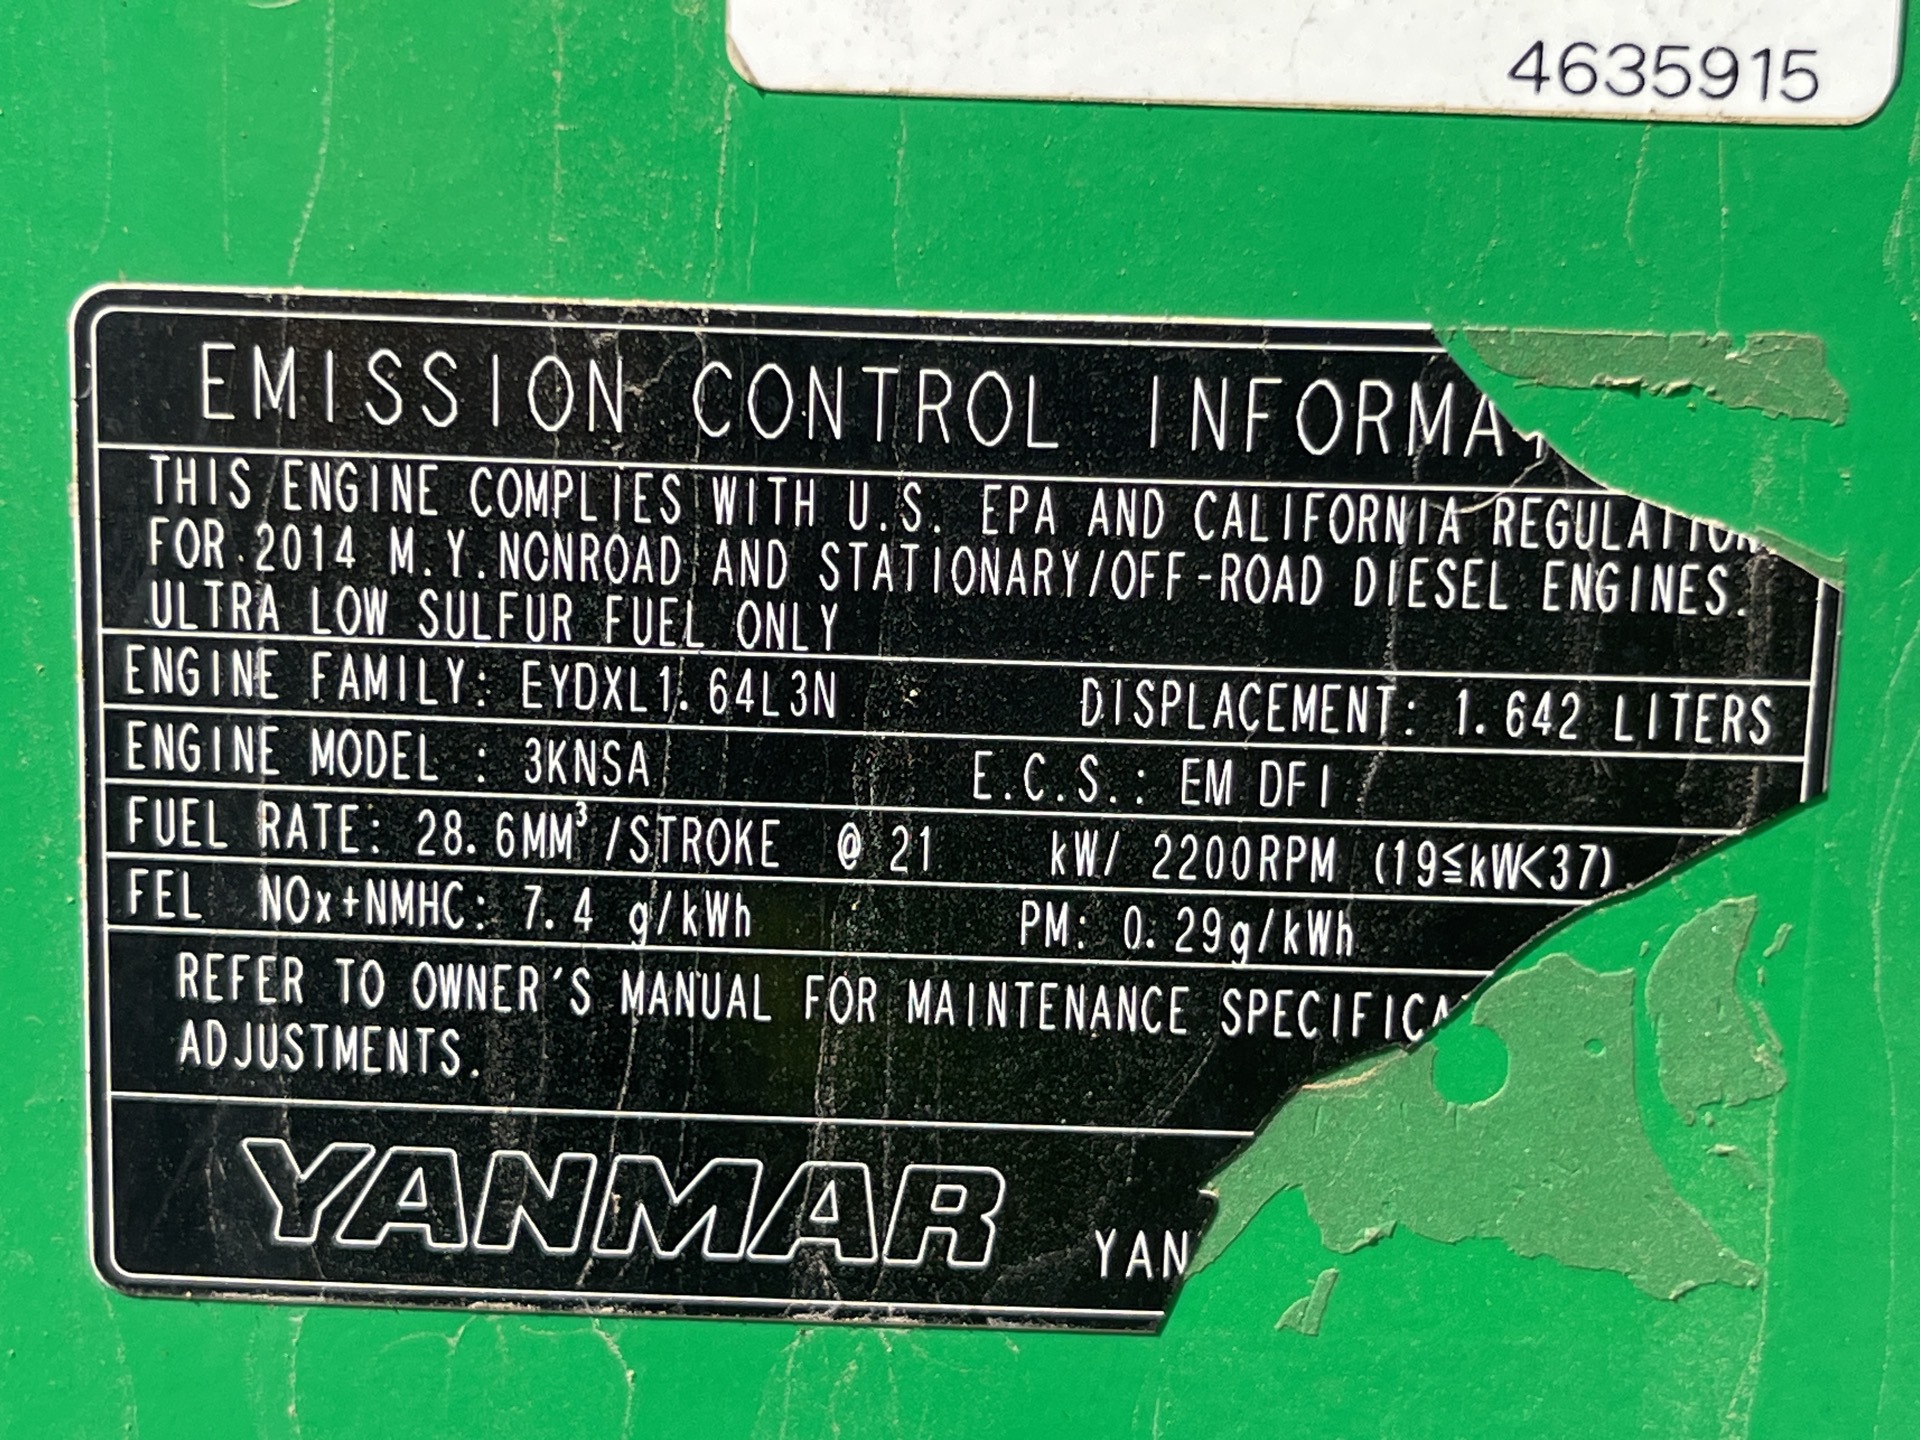 4635915
EMISSION CONTROL INFORMA
THIS ENGINE COMPLIES WITH U.S. EPA AND CALIFORNIA REGULATION
FOR 2014 M.Y. NONROAD AND STATIONARY/OFF-ROAD DIESEL ENGINES.
ULTRA LOW SULFUR FUEL ONLY
ENGINE FAMILY: EYDXL1.64L3N DISPLACEMENT: 1.642 LITERS
ENGINE MODEL : 3KNSA E.C.S.: EM DFI
FUEL RATE: 28.6MM³/STROKE @ 21 kW/ 2200RPM (19≦kW<37)
FEL NOx+NMHC: 7.4 g/kWh PM: 0.29g/kWh
REFER TO OWNER'S MANUAL FOR MAINTENANCE SPECIFICA
ADJUSTMENTS.
YANMAR YAN